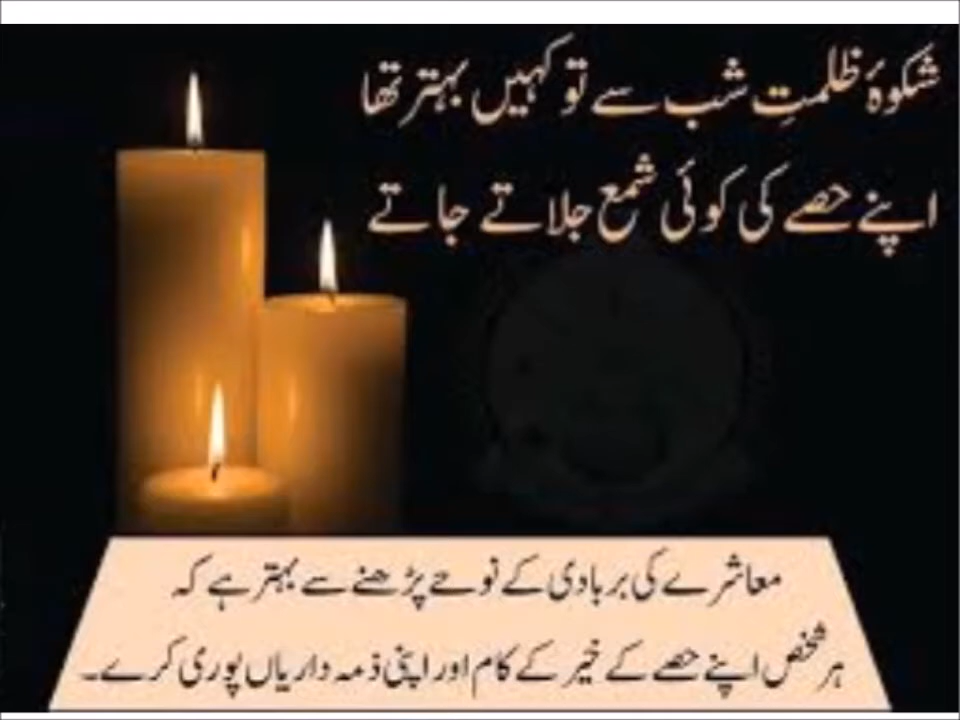 شکوۂ ظلمتِ شب سے تو کہیں بہتر تھا
اپنے حصے کی کوئی شمع جلاتے جاتے
معاشرے کی بربادی کے نوحے پڑھنے سے بہتر ہے کہ
ہر شخص اپنے حصے کے خیر کے کام اور اپنی ذمہ داریاں پوری کرے۔